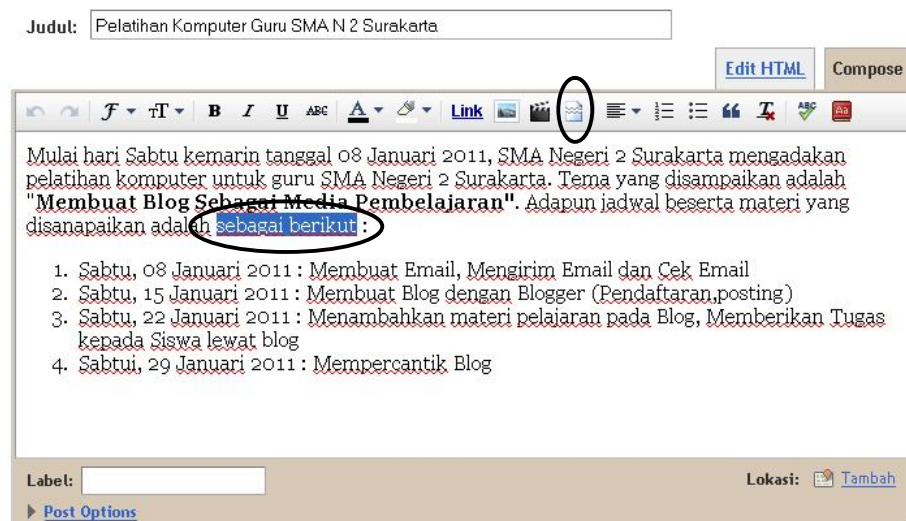 Judul: Pelatihan Komputer Guru SMA N 2 Surakarta
Edit HTML Compose
F TT B I U ABC A Link ABC Aa
Mulai hari Sabtu kemarin tanggal 08 Januari 2011, SMA Negeri 2 Surakarta mengadakan
pelatihan komputer untuk guru SMA Negeri 2 Surakarta. Tema yang disampaikan adalah
"Membuat Blog Sebagai Media Pembelajaran". Adapun jadwal beserta materi yang
disanapaikan adalah sebagai berikut :
1. Sabtu, 08 Januari 2011 : Membuat Email, Mengirim Email dan Cek Email
2. Sabtu, 15 Januari 2011 : Membuat Blog dengan Blogger (Pendaftaran,posting)
3. Sabtu, 22 Januari 2011 : Menambahkan materi pelajaran pada Blog, Memberikan Tugas
kepada Siswa lewat blog
4. Sabtui, 29 Januari 2011 : Mempercantik Blog
Label: Lokasi: Tambah
Post Options